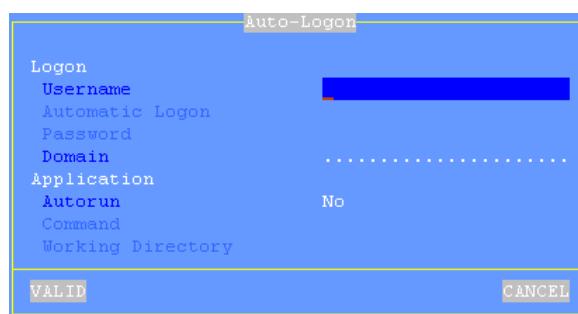 Auto-Logon
Logon
Username
Automatic Logon
Password
Domain ......................
Application
Autorun No
Command
Working Directory
VALID CANCEL